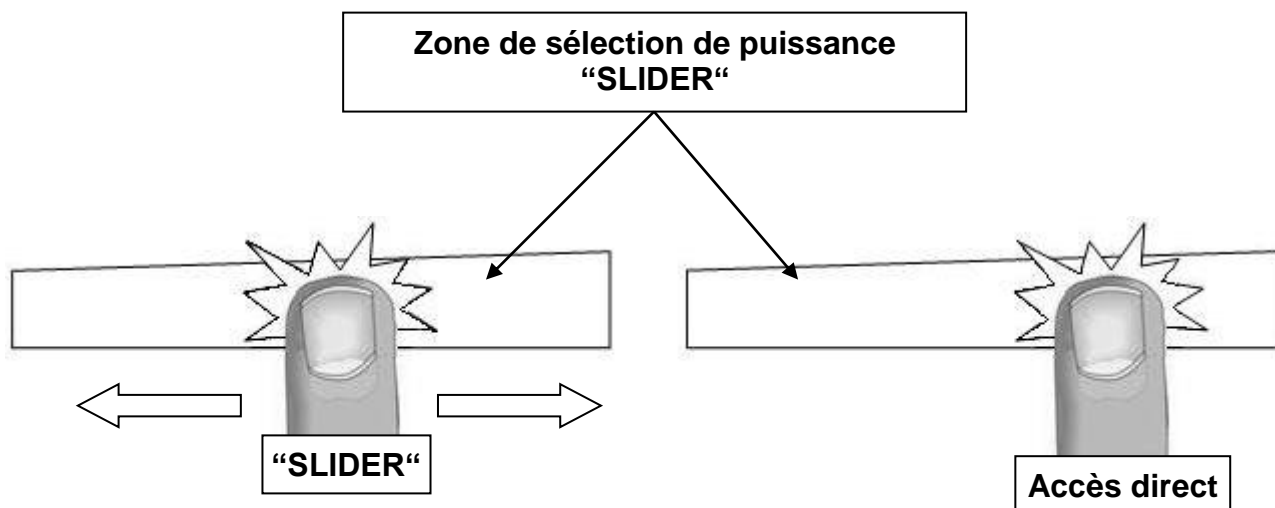 Zone de sélection de puissance
“SLIDER“
“SLIDER“
Accès direct